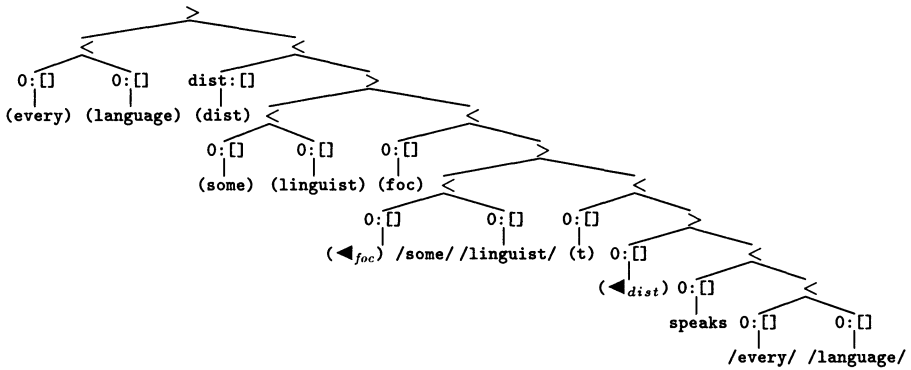 >
< <
0:[] 0:[] dist:[] >
(every) (language) (dist) < <
0:[] 0:[] 0:[] >
(some) (linguist) (foc) < <
0:[] 0:[] 0:[] >
(◀foc) /some/ /linguist/ (t) 0:[] <
(◀dist) 0:[] <
speaks 0:[] 0:[]
/every/ /language/